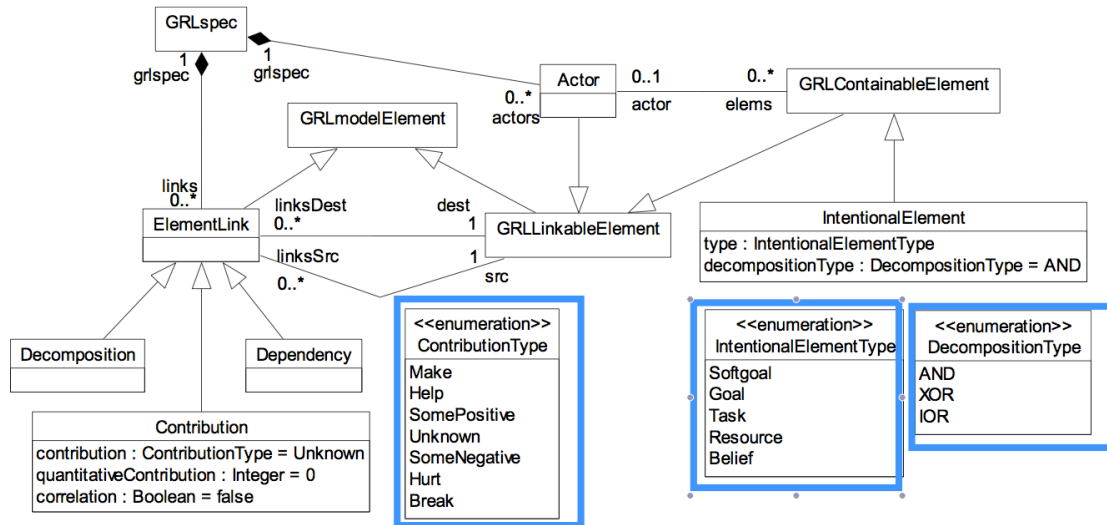 GRLspec
1
grlspec
1
grlspec
Actor
0..1
actor
0..*
elems
GRLContainableElement
0..*
actors
GRLmodelElement
links
0..*
ElementLink
linksDest
0..*
dest
1
GRLLinkableElement
linksSrc
0..*
1
src
IntentionalElement
type : IntentionalElementType
decompositionType : DecompositionType = AND
Decomposition
Dependency
Contribution
contribution : ContributionType = Unknown
quantitativeContribution : Integer = 0
correlation : Boolean = false
<<enumeration>>
ContributionType
Make
Help
SomePositive
Unknown
SomeNegative
Hurt
Break
<<enumeration>>
IntentionalElementType
Softgoal
Goal
Task
Resource
Belief
<<enumeration>>
DecompositionType
AND
XOR
IOR